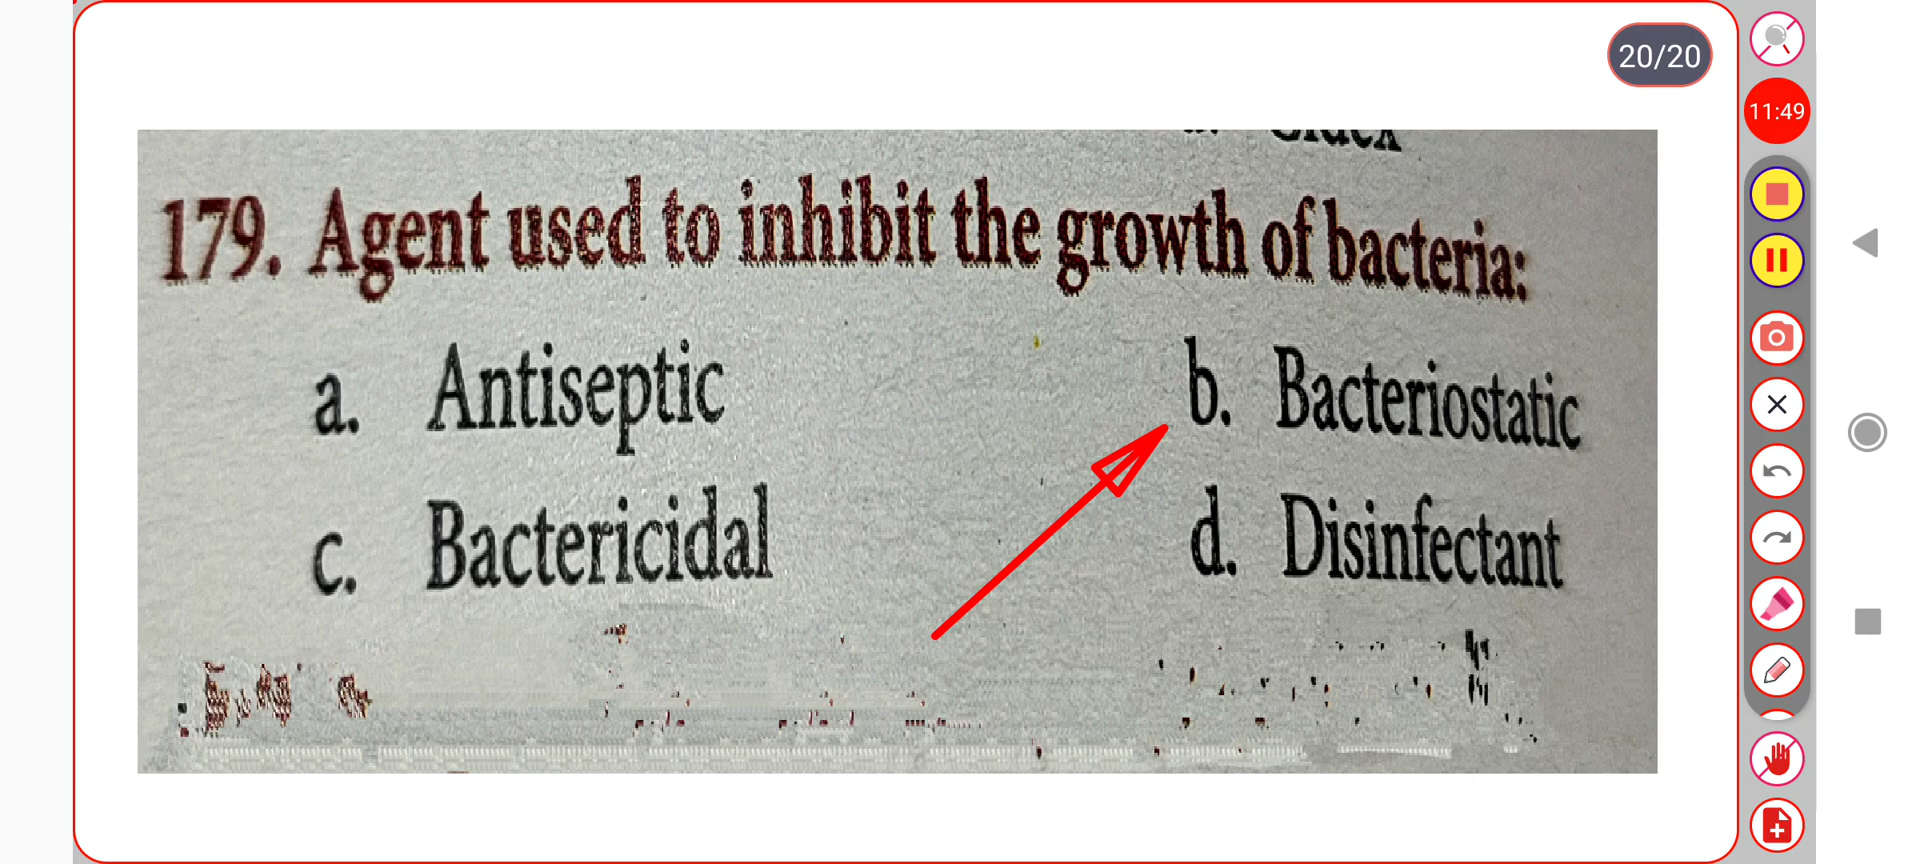 20/20
11:49
179. Agent used to inhibit the growth of bacteria:
a. Antiseptic
b. Bacteriostatic
c. Bactericidal
d. Disinfectant